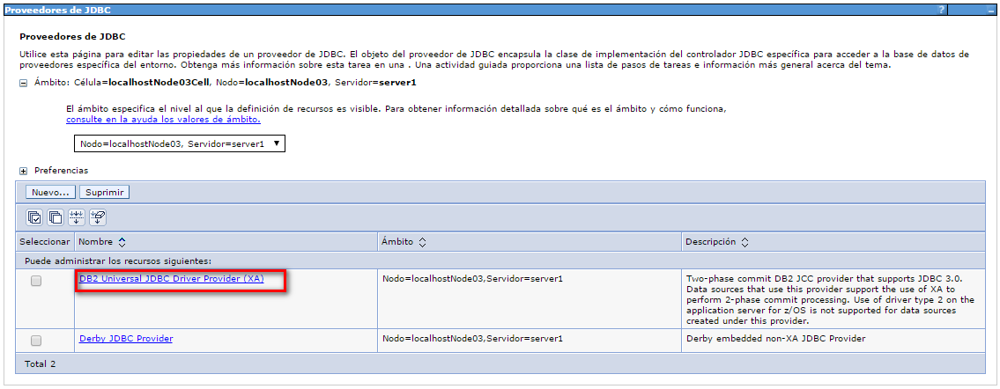 Proveedores de JDBC ? _
Proveedores de JDBC
Utilice esta página para editar las propiedades de un proveedor de JDBC. El objeto del proveedor de JDBC encapsula la clase de implementación del controlador JDBC específica para acceder a la base de datos de
proveedores específica del entorno. Obtenga más información sobre esta tarea en una . Una actividad guiada proporciona una lista de pasos de tareas e información más general acerca del tema.
Ámbito: Célula=localhostNode03Cell, Nodo=localhostNode03, Servidor=server1
El ámbito especifica el nivel al que la definición de recursos es visible. Para obtener información detallada sobre qué es el ámbito y cómo funciona,
consulte en la ayuda los valores de ámbito.
Nodo=localhostNode03, Servidor=server1
Preferencias
Nuevo... Suprimir
Seleccionar Nombre Ámbito Descripción
Puede administrar los recursos siguientes:
DB2 Universal JDBC Driver Provider (XA) Nodo=localhostNode03,Servidor=server1 Two-phase commit DB2 JCC provider that supports JDBC 3.0.
Data sources that use this provider support the use of XA to
perform 2-phase commit processing. Use of driver type 2 on the
application server for z/OS is not supported for data sources
created under this provider.
Derby JDBC Provider Nodo=localhostNode03,Servidor=server1 Derby embedded non-XA JDBC Provider
Total 2